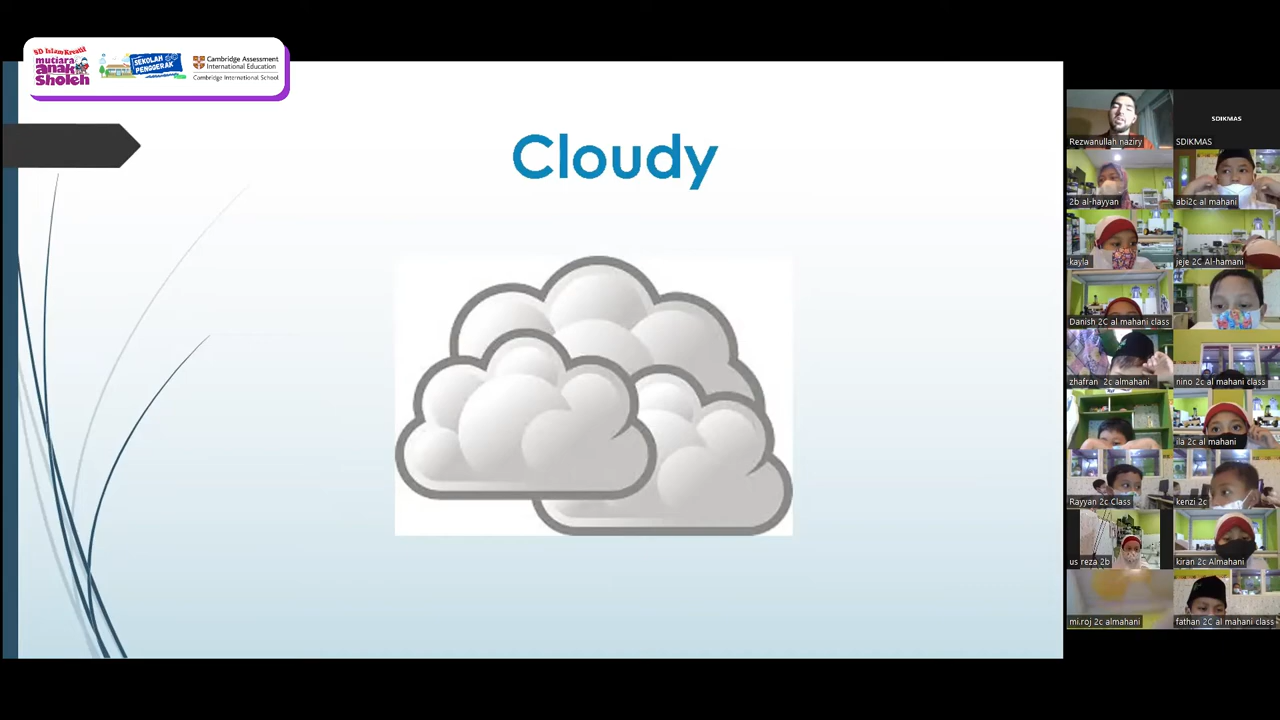 SD Islam Kreatif
mutiara
anak
sholeh
SEKOLAH
PENGGERAK
Cambridge Assessment
International Education
Cambridge International School
Cloudy
Rezwanullah naziry
SDIKMAS
SDIKMAS
2b al-hayyan
abi2c al mahani
kayla
jeje 2C Al-hamani
Danish 2C al mahani class
zhafran 2c almahani
nino 2c al mahani class
ila 2c al mahani
Rayyan 2c Class
kenzi 2c
us reza 2b
kiran 2c Almahani
mi.roj 2c almahani
fathan 2C al mahani class